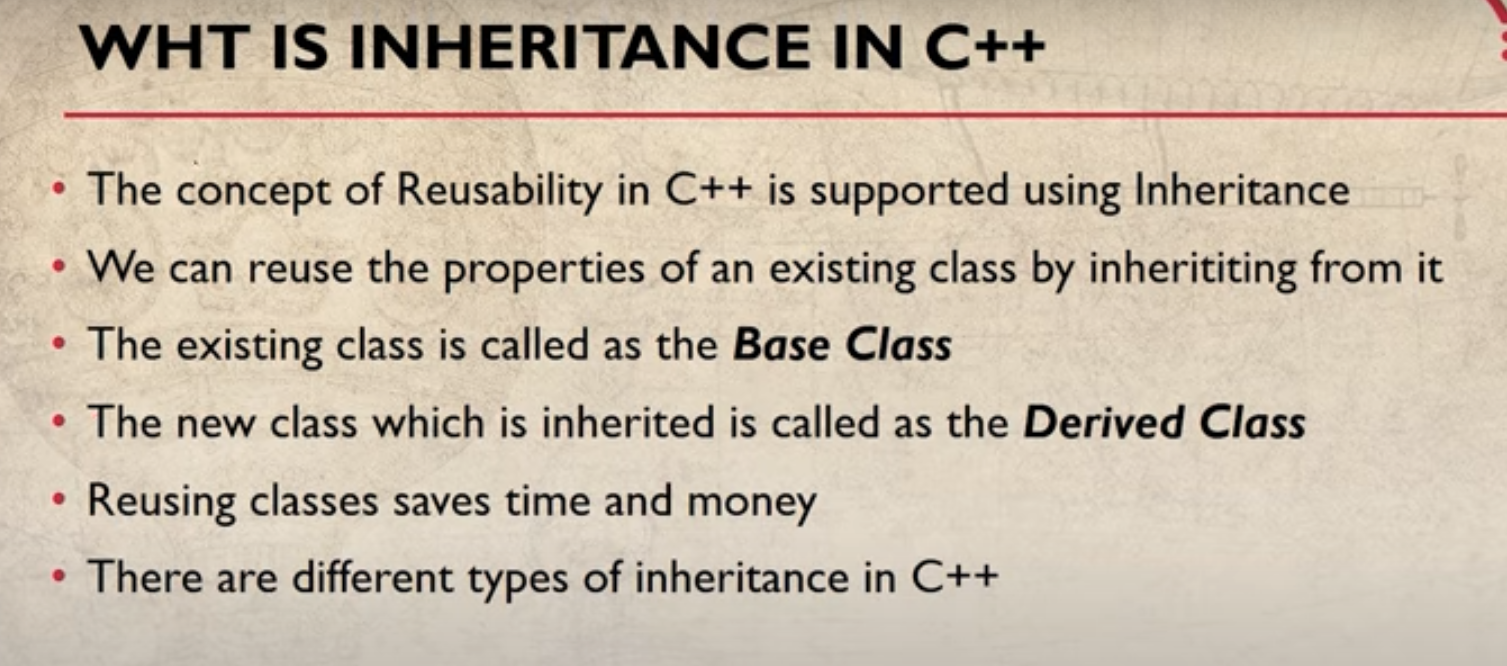 WHT IS INHERITANCE IN C++
• The concept of Reusability in C++ is supported using Inheritance
• We can reuse the properties of an existing class by inherititing from it
• The existing class is called as the Base Class
• The new class which is inherited is called as the Derived Class
• Reusing classes saves time and money
• There are different types of inheritance in C++